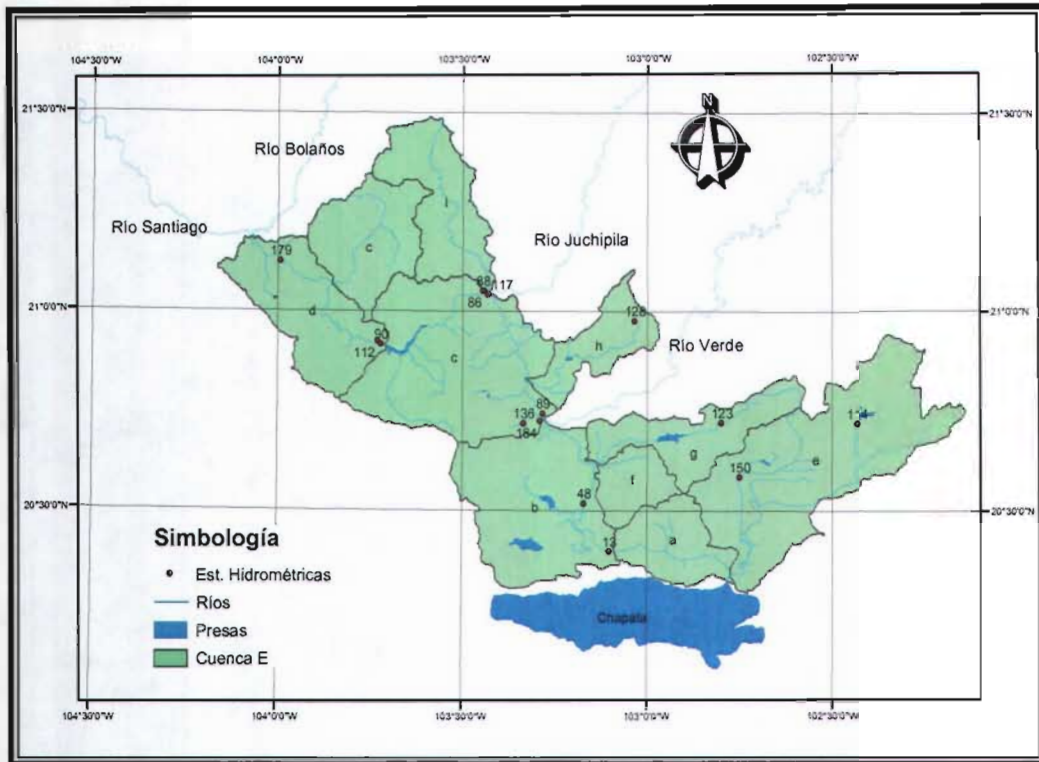 104°30'0"W 104°0'0"W 103°30'0"W 103°0'0"W 102°30'0"W
21°30'0"N 21°30'0"N
N
Río Bolaños
Río Santiago
Río Juchipila
Río Verde
179
i
c
88
117
86
21°0'0"N 21°0'0"N
128
d
90
112
c
h
89
136
184
123
g
e
150
f
48
b
20°30'0"N 20°30'0"N
13
a
Chapala
Simbología
Est. Hidrométricas
Ríos
Presas
Cuenca E
104°30'0"W 104°0'0"W 103°30'0"W 103°0'0"W 102°30'0"W